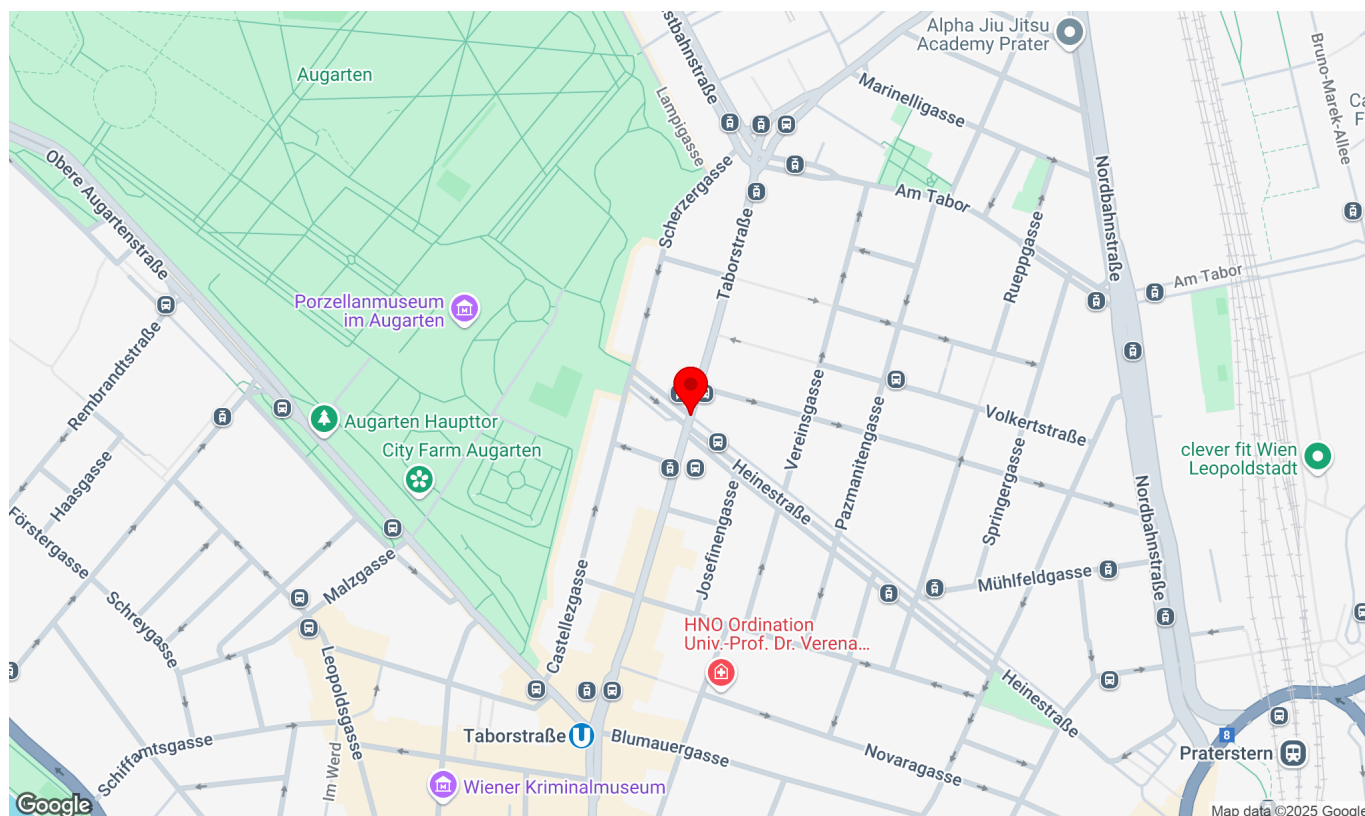 Alpha Jiu Jitsu
Academy Prater
Augarten
Lampigasse
Marinelligasse
Bruno-Marek-Allee
Obere Augartenstraße
Scherzergasse
Nordbahnstraße
Am Tabor
Taborstraße
Rueppgasse
Am Tabor
Porzellanmuseum
im Augarten
Rembrandtstraße
Augarten Haupttor
Vereinsgasse
Pazmanitengasse
Volkertstraße
City Farm Augarten
Haasgasse
Heinestraße
Springergasse
clever fit Wien
Leopoldstadt
Nordbahnstraße
Förstergasse
Malzgasse
Josefinengasse
Mühlfeldgasse
Schreygasse
Castellezgasse
HNO Ordination
Univ.-Prof. Dr. Verena...
Leopoldsgasse
Heinestraße
Schiffamtsgasse
Im Werd
Taborstraße
U
Blumauergasse
Novaragasse
8
Praterstern
Wiener Kriminalmuseum
Google
Map data ©2025 Google